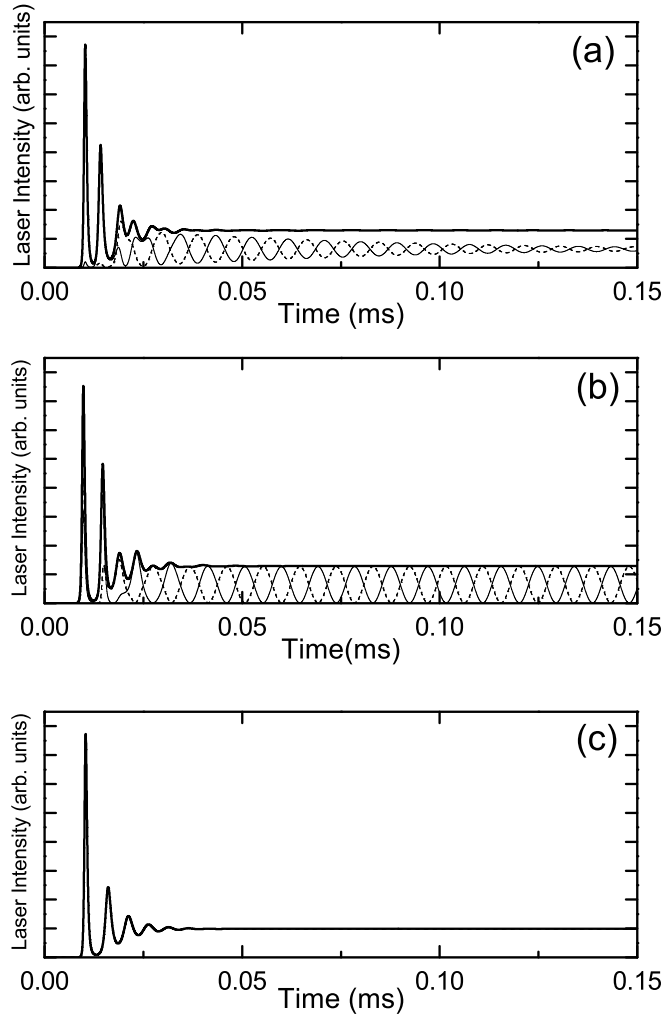 Laser Intensity (arb. units)
(a)
0.00 0.05 0.10 0.15
Time (ms)
Laser Intensity (arb. units)
(b)
0.00 0.05 0.10 0.15
Time(ms)
Laser Intensity (arb. units)
(c)
0.00 0.05 0.10 0.15
Time (ms)